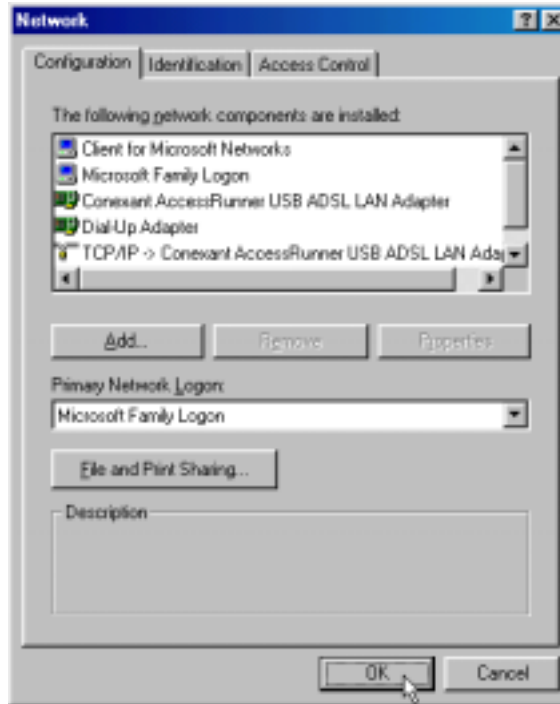 Network
Configuration Identification Access Control
The following network components are installed:
Client for Microsoft Networks
Microsoft Family Logon
Conexant AccessRunner USB ADSL LAN Adapter
Dial-Up Adapter
TCP/IP -> Conexant AccessRunner USB ADSL LAN Adap
Add... Remove Properties
Primary Network Logon:
Microsoft Family Logon
File and Print Sharing...
Description
OK Cancel